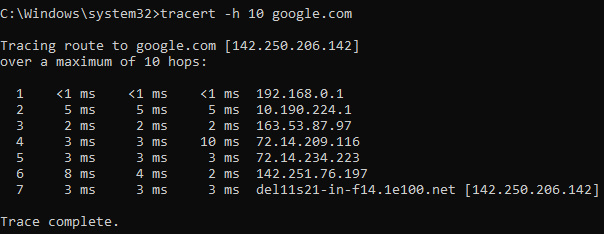 C:\Windows\system32>tracert -h 10 google.com
Tracing route to google.com [142.250.206.142]
over a maximum of 10 hops:
1 <1 ms <1 ms <1 ms 192.168.0.1
2 5 ms 5 ms 5 ms 10.190.224.1
3 2 ms 2 ms 2 ms 163.53.87.97
4 3 ms 3 ms 10 ms 72.14.209.116
5 3 ms 3 ms 3 ms 72.14.234.223
6 8 ms 4 ms 2 ms 142.251.76.197
7 3 ms 3 ms 3 ms del11s21-in-f14.1e100.net [142.250.206.142]
Trace complete.